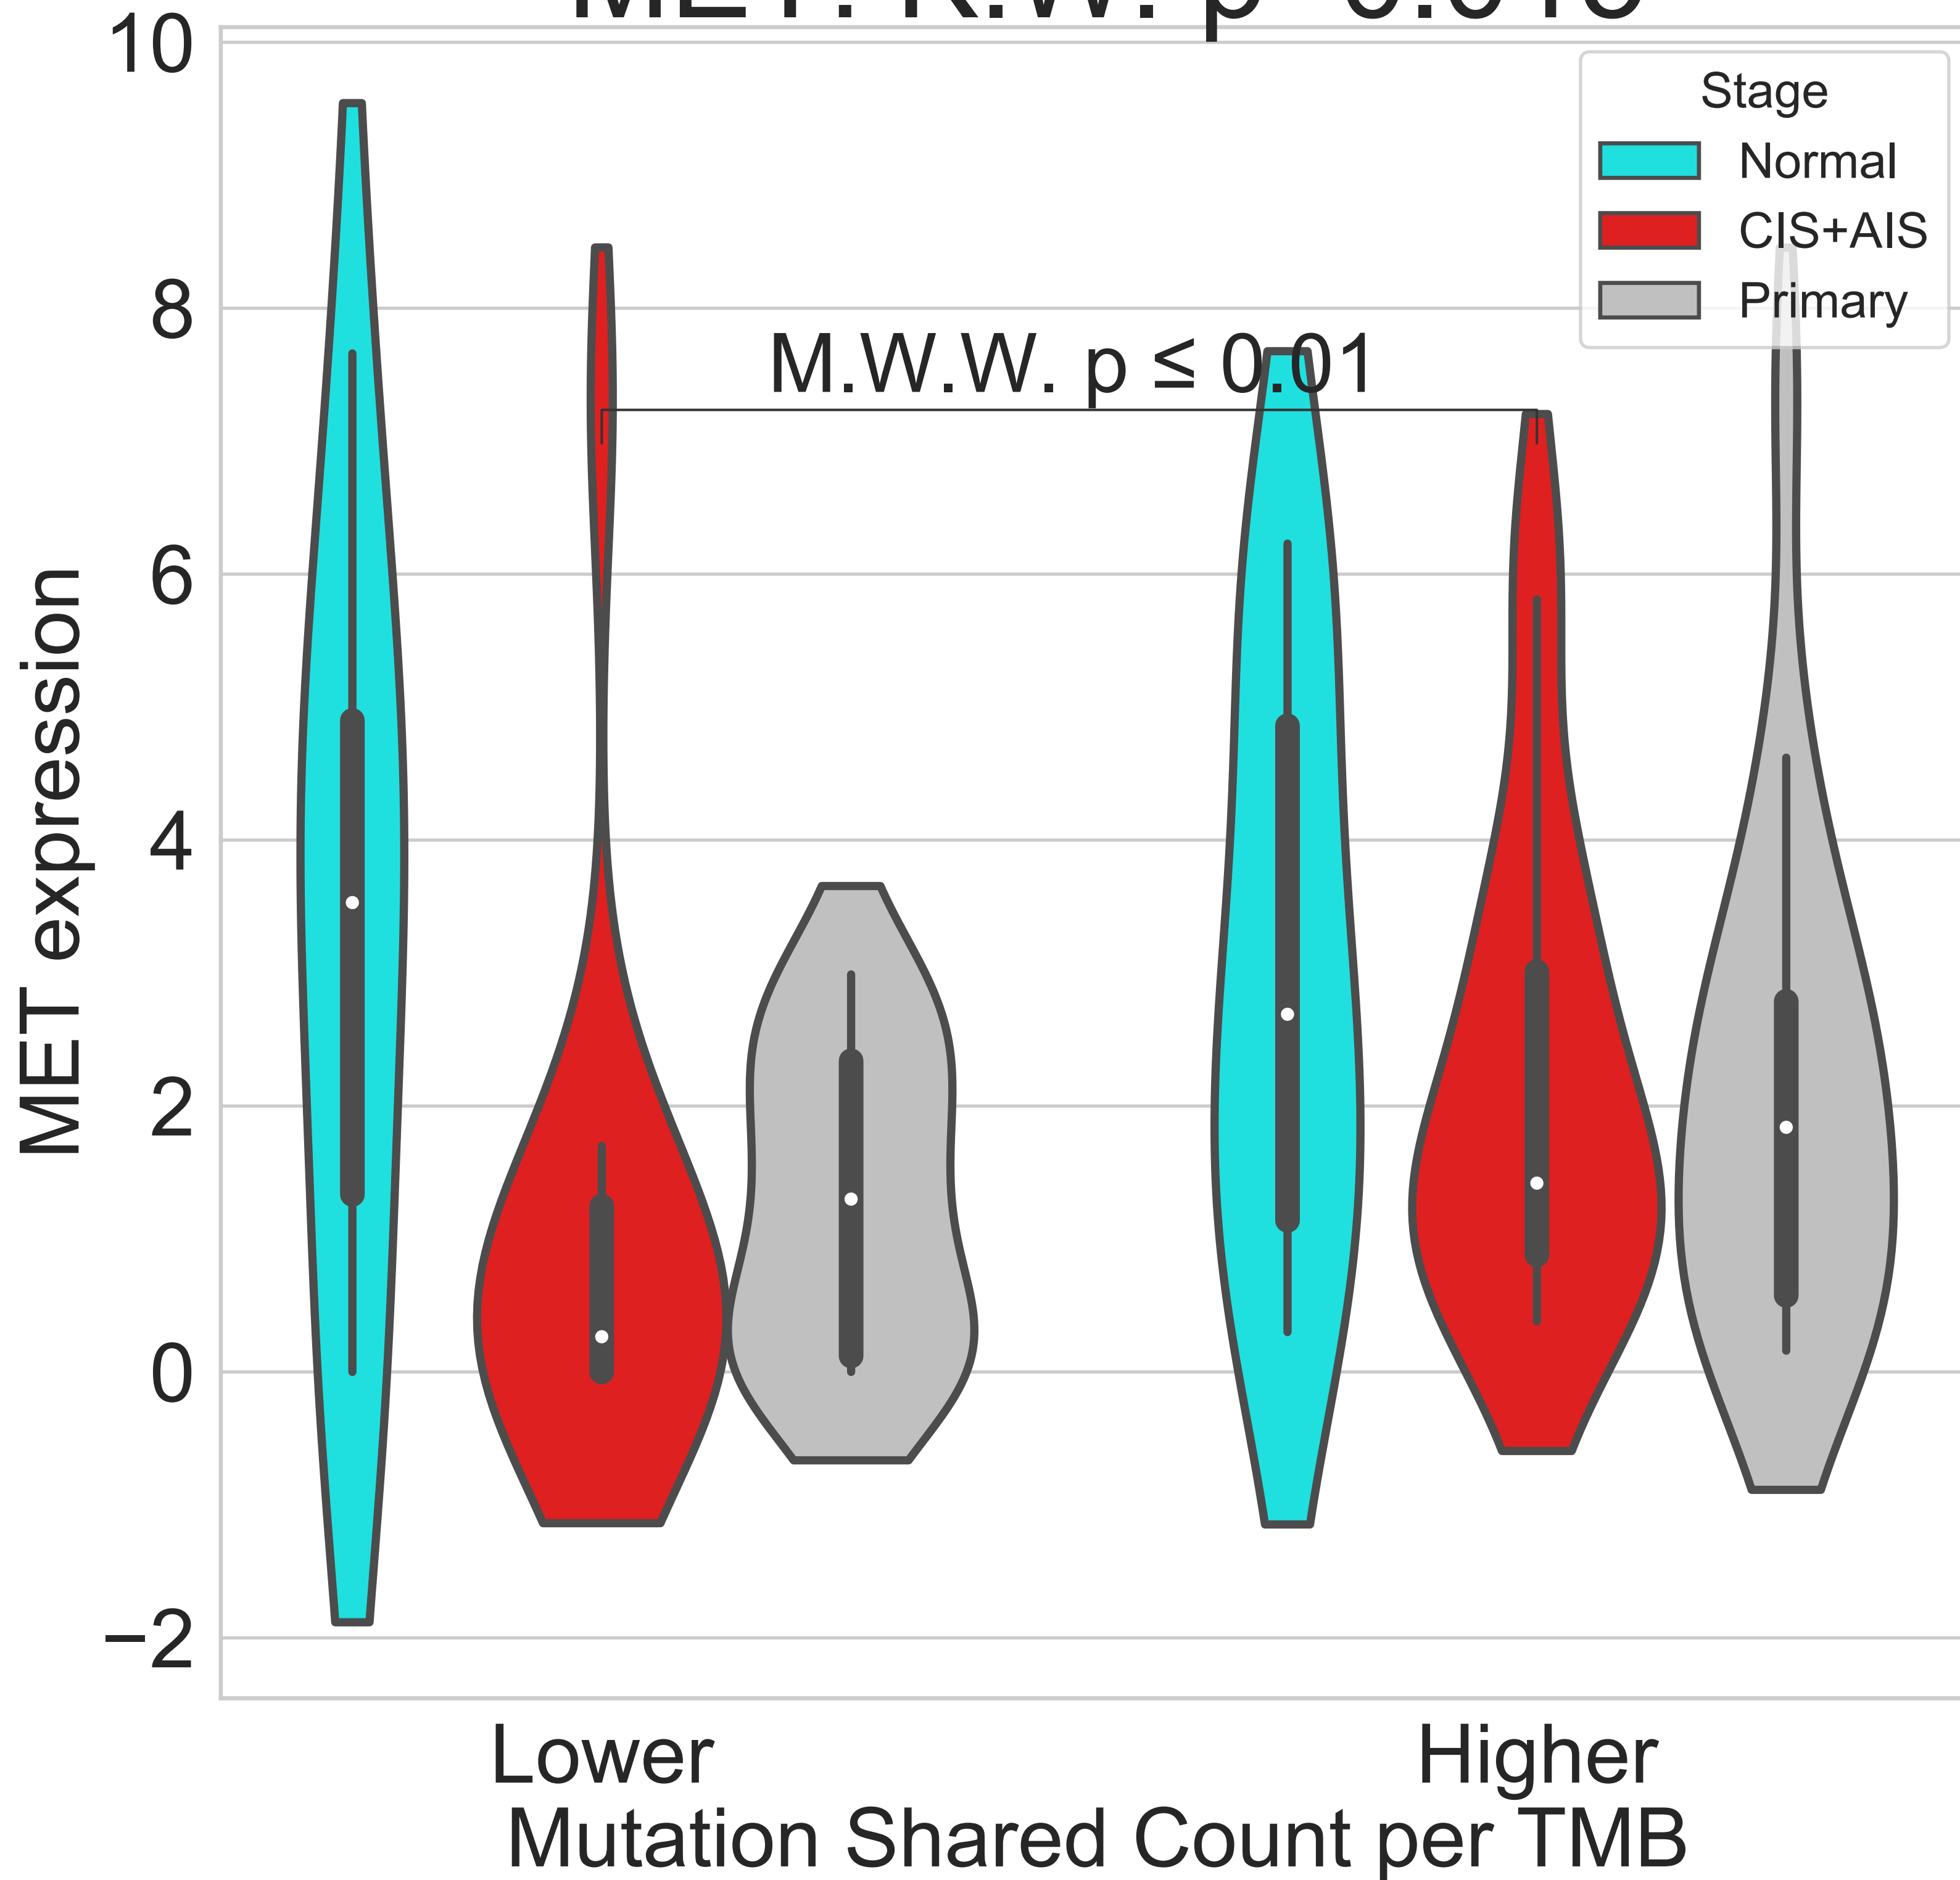 10
Stage
Normal
CIS+AIS
Primary
8
M.W.W. p ≤ 0.01
6
MET expression
4
2
0
−2
Lower
Higher
Mutation Shared Count per TMB